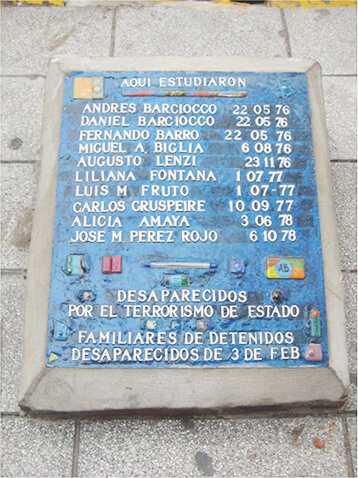 AQUI ESTUDIARON
ANDRES BARCIOCCO 22 05 76
DANIEL BARCIOCCO 22 05 76
FERNANDO BARRO 22 05 76
MIGUEL A. BIGLIA 6 08 76
AUGUSTO LENZI 23 11 76
LILIANA FONTANA 1 07 77
LUIS M FRUTO 1 07-77
CARLOS CRUSPEIRE 10 09 77
ALICIA AMAYA 3 06 78
JOSE M. PEREZ ROJO 6 10 78
DESAPARECIDOS
POR EL TERRORISMO DE ESTADO
FAMILIARES DE DETENIDOS
DESAPARECIDOS DE 3 DE FEB